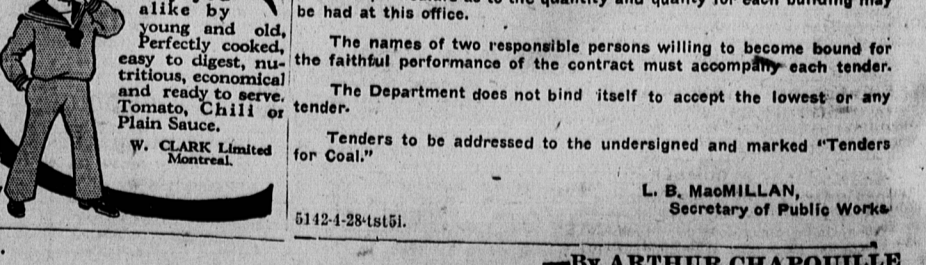 alike by
young and old,
Perfectly cooked,
easy to digest, nu-
tritious, economical
and ready to serve.
Tomato, Chili or
Plain Sauce.
W. CLARK Limited
Montreal.
be had at this office.
The names of two responsible persons willing to become bound for
the faithful performance of the contract must accompany each tender.
The Department does not bind itself to accept the lowest or any
tender.
Tenders to be addressed to the undersigned and marked "Tenders
for Coal."
L. B. MacMILLAN,
Secretary of Public Works
5142-4-28-tst5i.
—By ARTHUR CHAPOUILLE